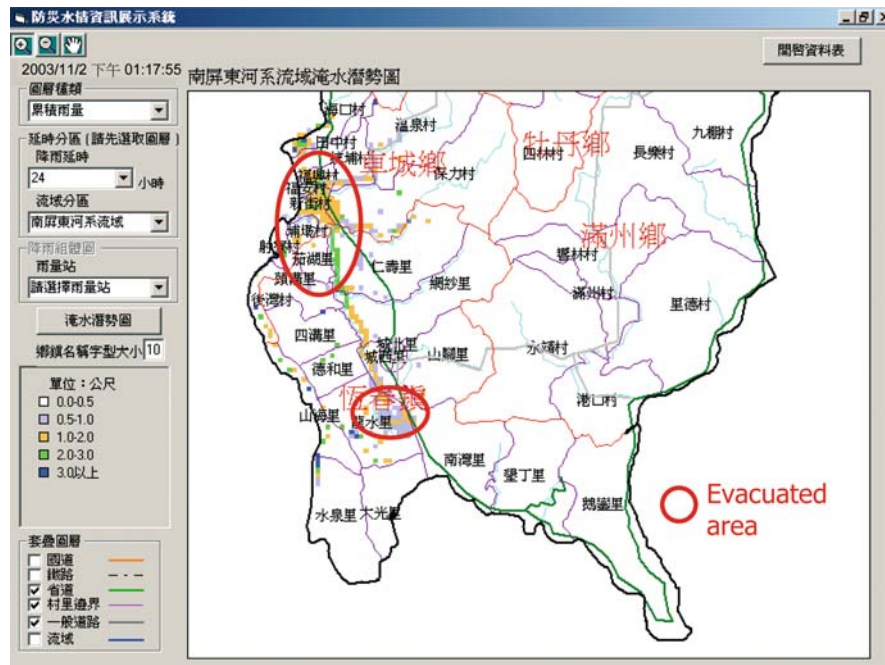 防災水情資訊展示系統
開啓資料表
2003/11/2 下午 01:17:55
南屏東河系流域淹水潛勢圖
圖層種類
累積雨量
延時分區(請先選取圖層)
降雨延時
24
小時
流域分區
南屏東河系流域
降雨組體圖
雨量站
請選擇雨量站
淹水潛勢圖
鄉鎮名稱字型大小 10
單位：公尺
0.0-0.5
0.5-1.0
1.0-2.0
2.0-3.0
3.0以上
套疊圖層
國道
鐵路
省道
村里邊界
一般道路
流域
海口村
溫泉村
田中村
車城鄉
保力村
牡丹鄉
四林村
長樂村
九棚村
福興村
福安村
新街村
埔墘村
射寮村
茄湖里
頭溝里
後灣村
仁壽里
網紗里
滿州鄉
響林村
滿州村
里德村
四溝里
城北里
城西里
山腳里
永靖村
德和里
港口村
恆春鎮
山海里
龍水里
南灣里
墾丁里
鵝鑾里
水泉里
大光里
Evacuated
area